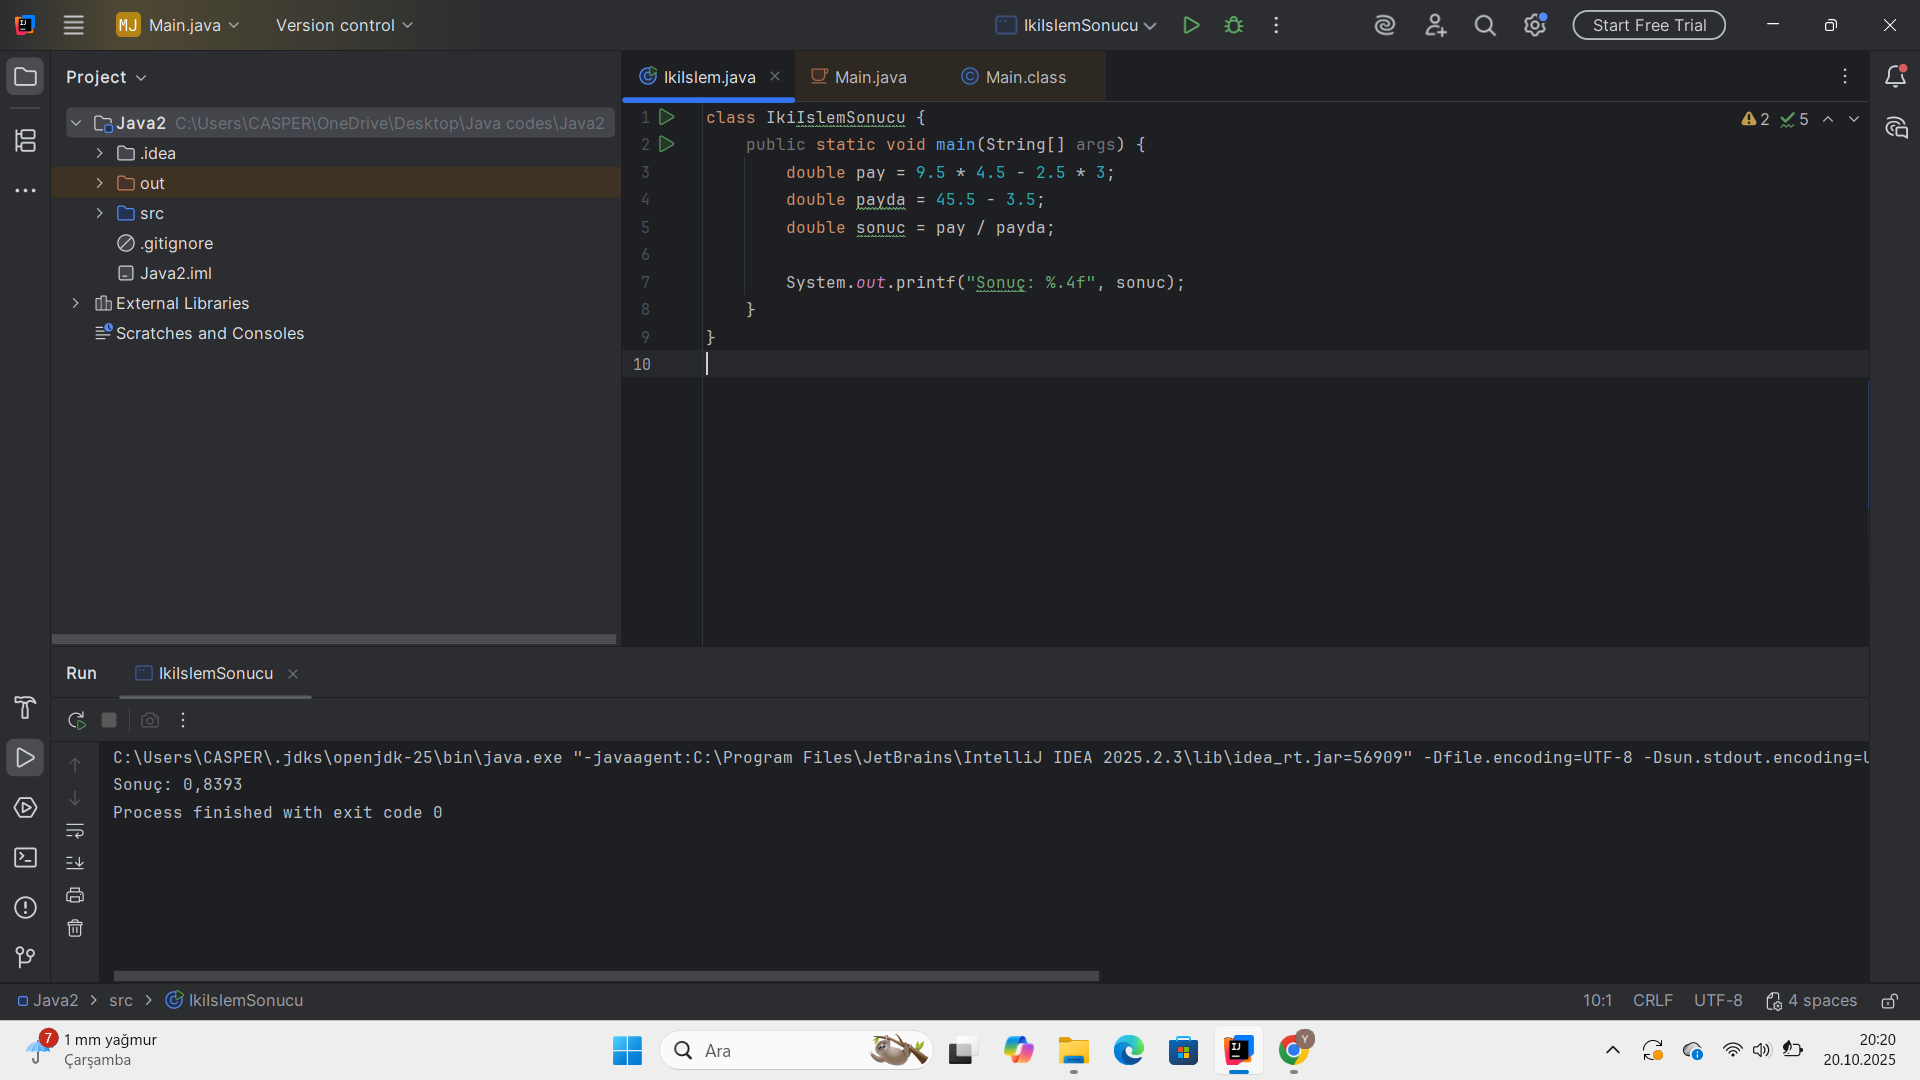 MJ Main.java Version control IkiIslemSonucu Start Free Trial
Project
Java2 C:\Users\CASPER\OneDrive\Desktop\Java codes\Java2
.idea
out
src
.gitignore
Java2.iml
External Libraries
Scratches and Consoles
IkiIslem.java Main.java Main.class
2 5
1 class IkiIslemSonucu {
2 public static void main(String[] args) {
3 double pay = 9.5 * 4.5 - 2.5 * 3;
4 double payda = 45.5 - 3.5;
5 double sonuc = pay / payda;
6
7 System.out.printf("Sonuç: %.4f", sonuc);
8 }
9 }
10
Run IkiIslemSonucu
C:\Users\CASPER\.jdks\openjdk-25\bin\java.exe "-javaagent:C:\Program Files\JetBrains\IntelliJ IDEA 2025.2.3\lib\idea_rt.jar=56909" -Dfile.encoding=UTF-8 -Dsun.stdout.encoding=U
Sonuç: 0,8393
Process finished with exit code 0
Java2 src IkiIslemSonucu 10:1 CRLF UTF-8 4 spaces
7 1 mm yağmur
Çarşamba
Ara
20:20
20.10.2025